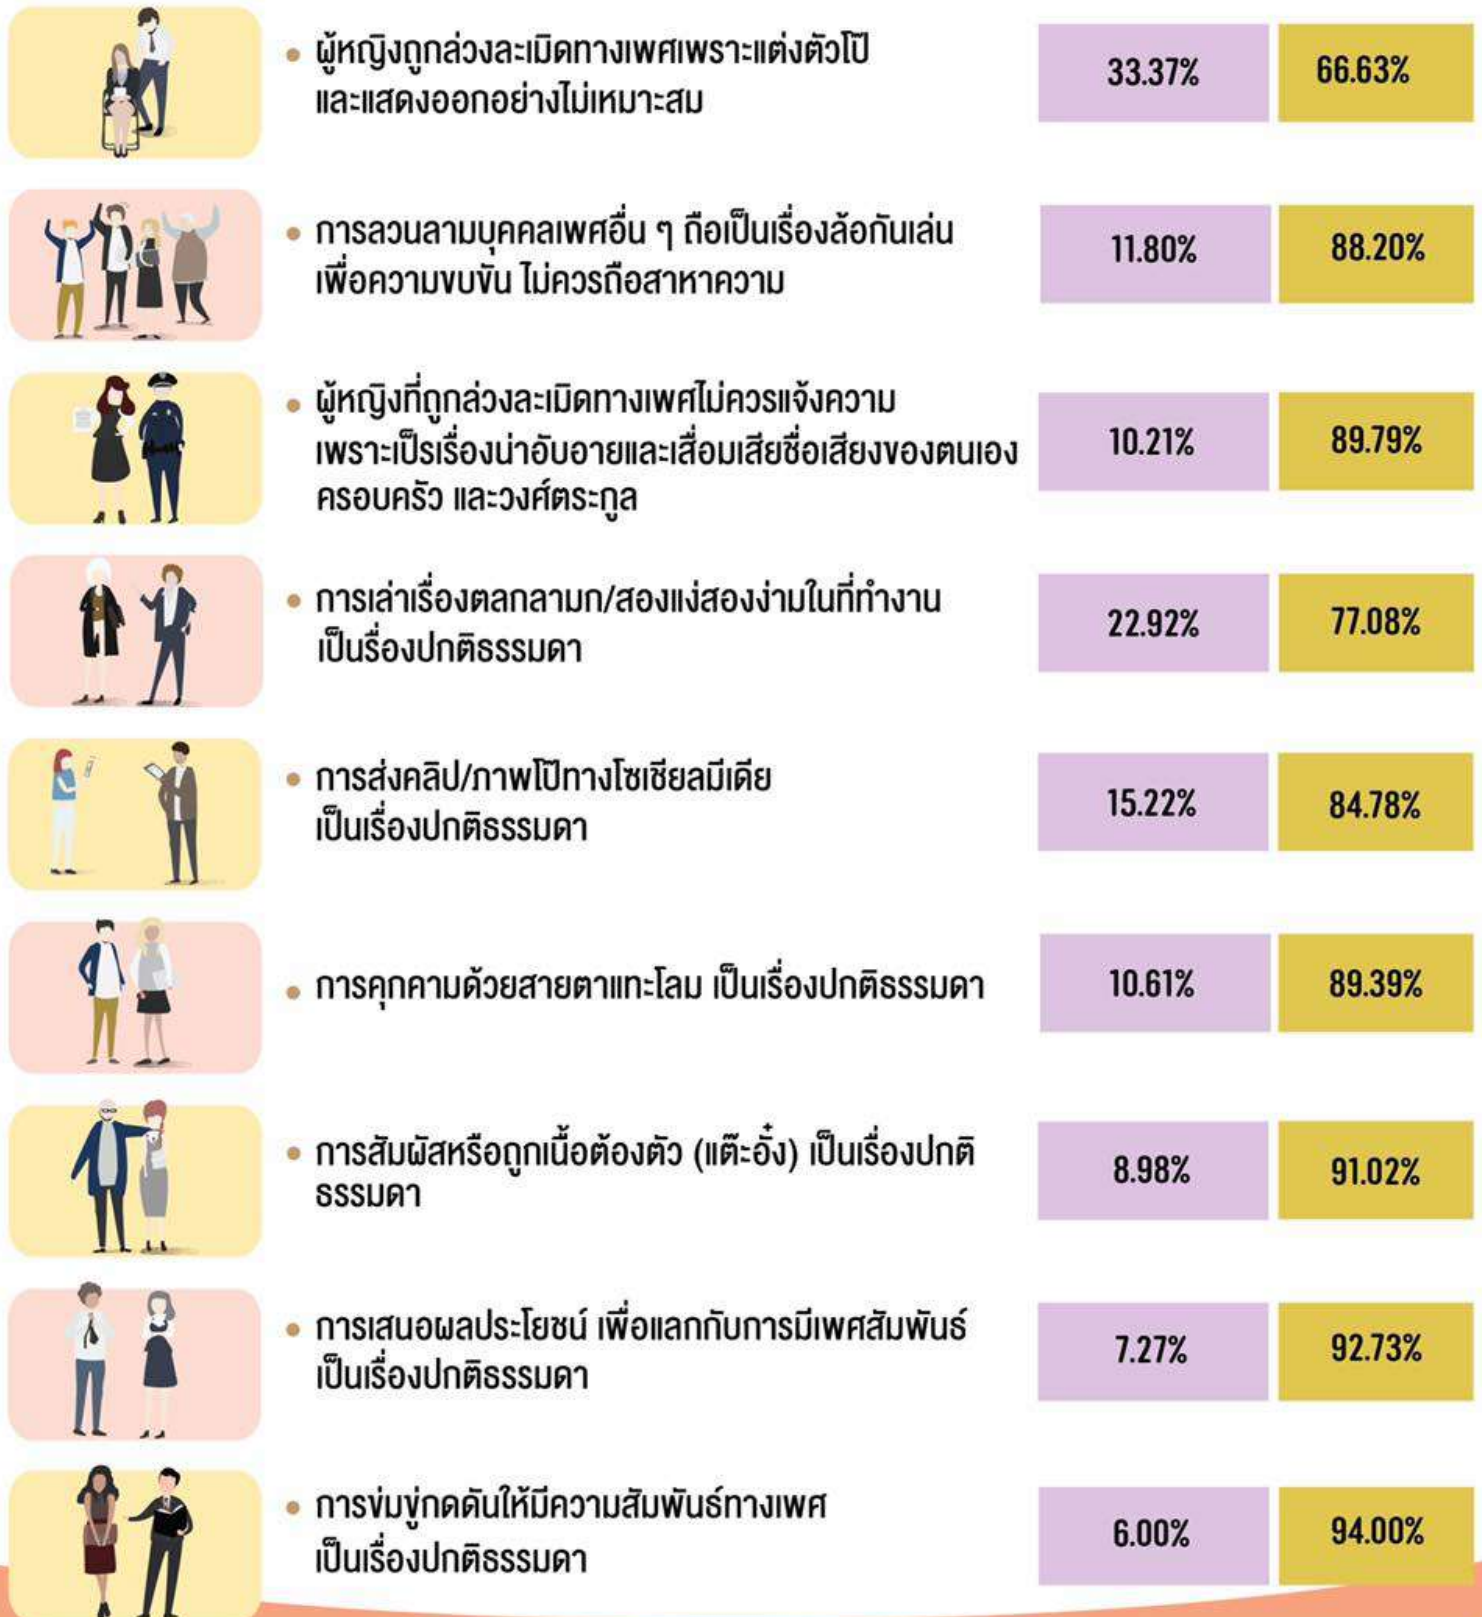 • ผู้หญิงถูกล่วงละเมิดทางเพศเพราะแต่งตัวโป๊
และแสดงออกอย่างไม่เหมาะสม
33.37% 66.63%
• การลวนลามบุคคลเพศอื่น ๆ ถือเป็นเรื่องล้อกันเล่น
เพื่อความขบขัน ไม่ควรถือสาหาความ
11.80% 88.20%
• ผู้หญิงที่ถูกล่วงละเมิดทางเพศไม่ควรแจ้งความ
เพราะเป็รเรื่องน่าอับอายและเสื่อมเสียชื่อเสียงของตนเอง
ครอบครัว และวงศ์ตระกูล
10.21% 89.79%
• การเล่าเรื่องตลกลามก/สองแง่สองง่ามในที่ทำงาน
เป็นรื่องปกติธรรมดา
22.92% 77.08%
• การส่งคลิป/ภาพโป๊ทางโซเชียลมีเดีย
เป็นเรื่องปกติธรรมดา
15.22% 84.78%
• การคุกคามด้วยสายตาแทะโลม เป็นเรื่องปกติธรรมดา
10.61% 89.39%
• การสัมผัสหรือถูกเนื้อต้องตัว (แต๊ะอั๋ง) เป็นเรื่องปกติ
ธรรมดา
8.98% 91.02%
• การเสนอผลประโยชน์ เพื่อแลกกับการมีเพศสัมพันธ์
เป็นเรื่องปกติธรรมดา
7.27% 92.73%
• การข่มขู่กดดันให้มีความสัมพันธ์ทางเพศ
เป็นเรื่องปกติธรรมดา
6.00% 94.00%